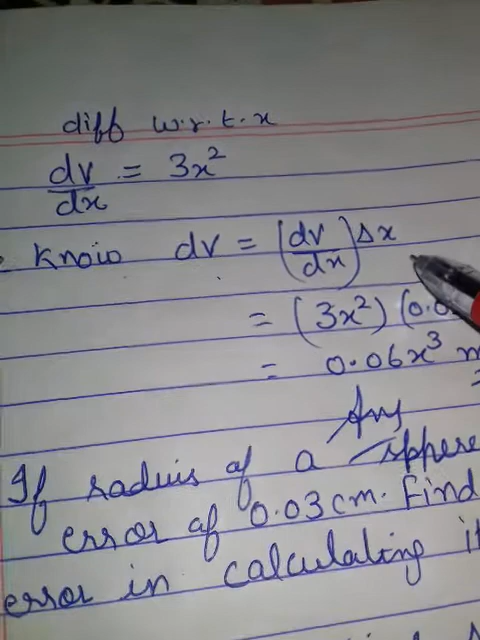 diff w.r.t. x
dv/dx = 3x²
know dv = (dv/dx) Δx
= (3x²) (0.0
= 0.06x³ m
Ans
If radius of a sphere
error of 0.03 cm. Find
error in calculating